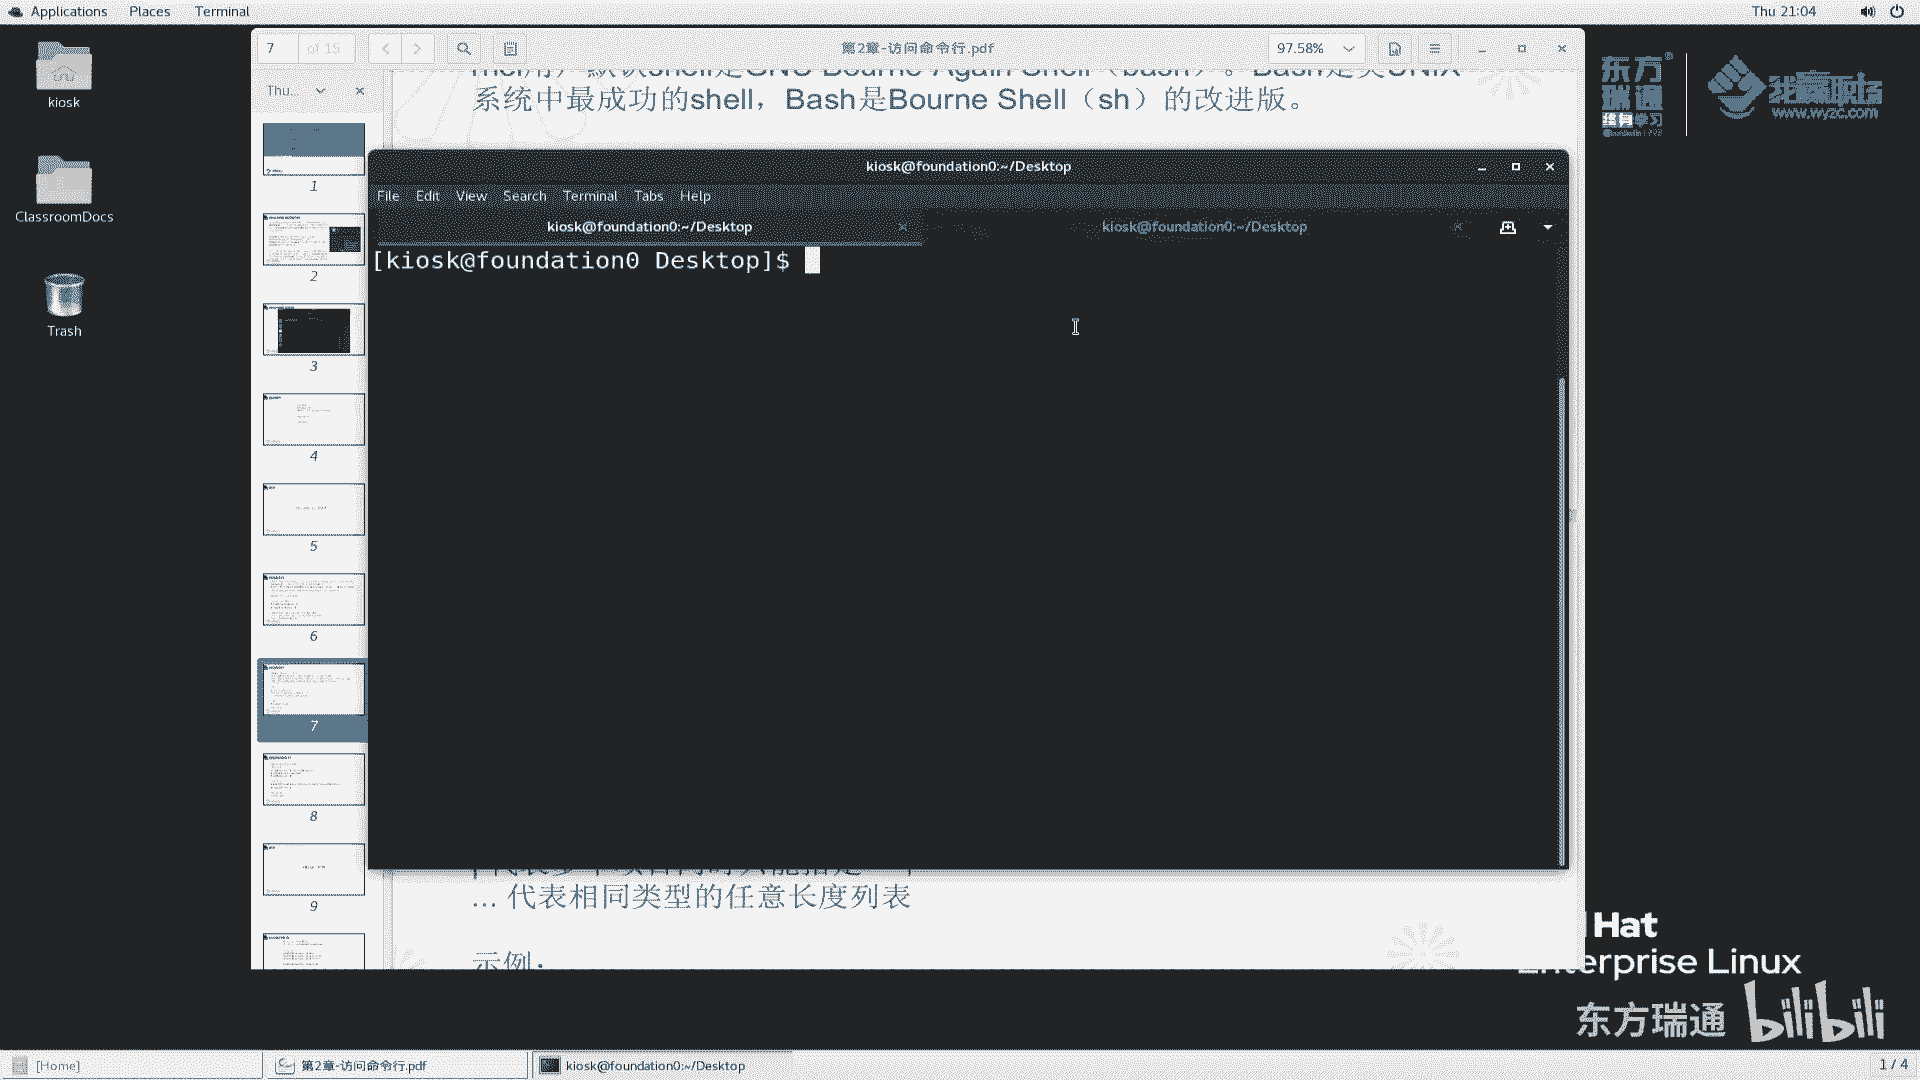 Applications Places Terminal
Thu 21:04
7 of 15
第2章-访问命令行.pdf
97.58%
kiosk
ClassroomDocs
Trash
Thu...
1
2
3
4
5
6
7
8
9
系统中最成功的shell，Bash是Bourne Shell（sh）的改进版。
kiosk@foundation0:~/Desktop
File Edit View Search Terminal Tabs Help
kiosk@foundation0:~/Desktop
kiosk@foundation0:~/Desktop
[kiosk@foundation0 Desktop]$
... 代表相同类型的任意长度列表
示例：
东方瑞通
终身学习
我赢职场
www.wyzc.com
Hat
Enterprise Linux
东方瑞通 bilibili
[Home]
第2章-访问命令行.pdf
kiosk@foundation0:~/Desktop
1 / 4